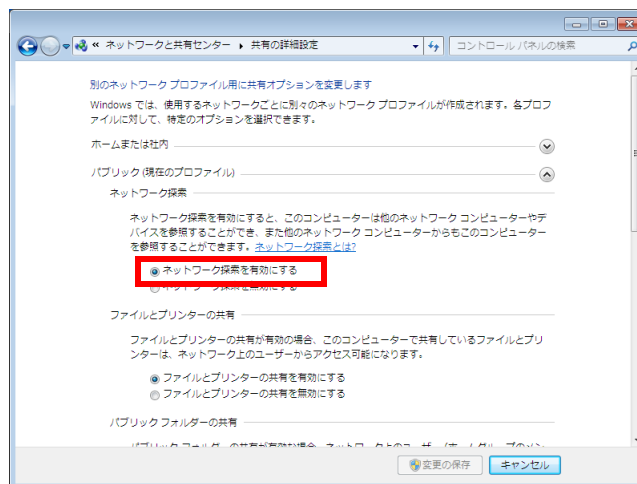 « ネットワークと共有センター ▸ 共有の詳細設定
コントロール パネルの検索
別のネットワーク プロファイル用に共有オプションを変更します
Windows では、使用するネットワークごとに別々のネットワーク プロファイルが作成されます。各プロフ
ァイルに対して、特定のオプションを選択できます。
ホームまたは社内
パブリック (現在のプロファイル)
ネットワーク探索
ネットワーク探索を有効にすると、このコンピューターは他のネットワーク コンピューターやデ
バイスを参照することができ、また他のネットワーク コンピューターからもこのコンピューター
を参照することができます。ネットワーク探索とは?
ネットワーク探索を有効にする
ネットワーク探索を無効にする
ファイルとプリンターの共有
ファイルとプリンターの共有が有効の場合、このコンピューターで共有しているファイルとプリ
ンターは、ネットワーク上のユーザーからアクセス可能になります。
ファイルとプリンターの共有を有効にする
ファイルとプリンターの共有を無効にする
パブリック フォルダーの共有
変更の保存
キャンセル